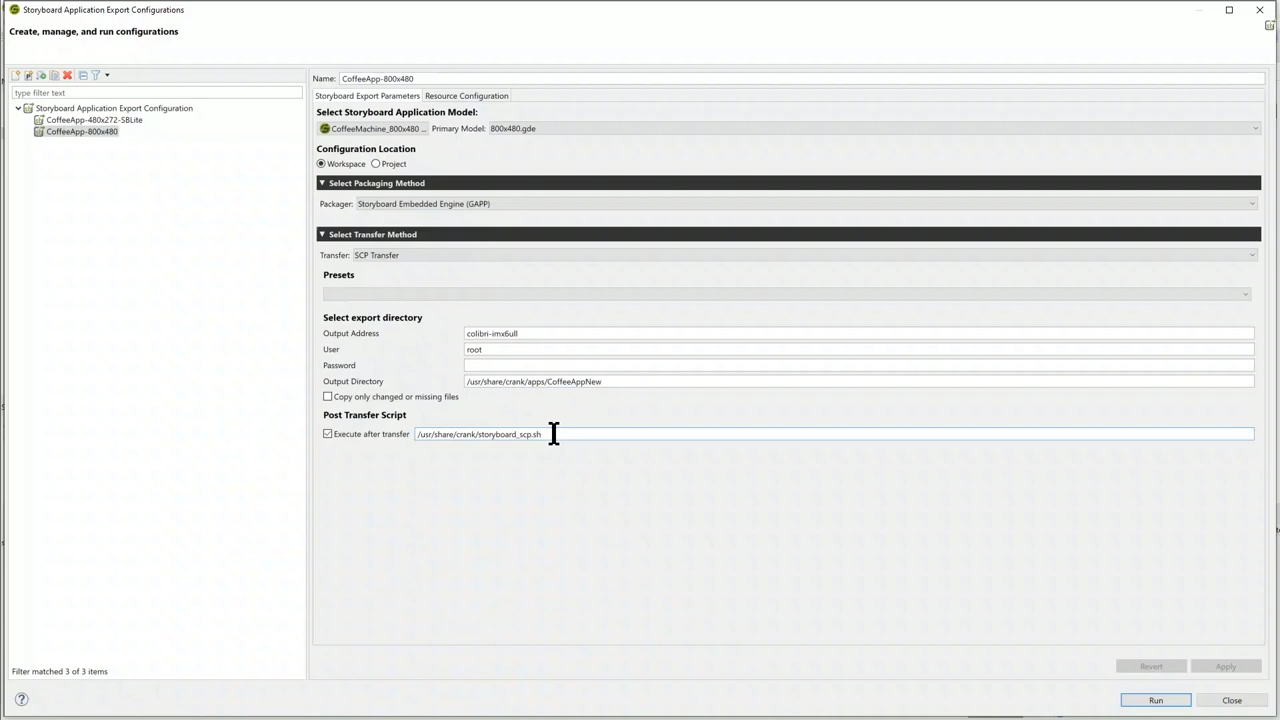 Storyboard Application Export Configurations
Create, manage, and run configurations
type filter text
Storyboard Application Export Configuration
CoffeeApp-480x272-SBLite
CoffeeApp-800x480
Filter matched 3 of 3 items
Name: CoffeeApp-800x480
Storyboard Export Parameters Resource Configuration
Select Storyboard Application Model:
CoffeeMachine_800x480 ... Primary Model: 800x480.gde
Configuration Location
Workspace Project
Select Packaging Method
Packager: Storyboard Embedded Engine (GAPP)
Select Transfer Method
Transfer: SCP Transfer
Presets
Select export directory
Output Address colibri-imx6ull
User root
Password
Output Directory /usr/share/crank/apps/CoffeeAppNew
Copy only changed or missing files
Post Transfer Script
Execute after transfer /usr/share/crank/storyboard_scp.sh
Revert Apply
Run Close